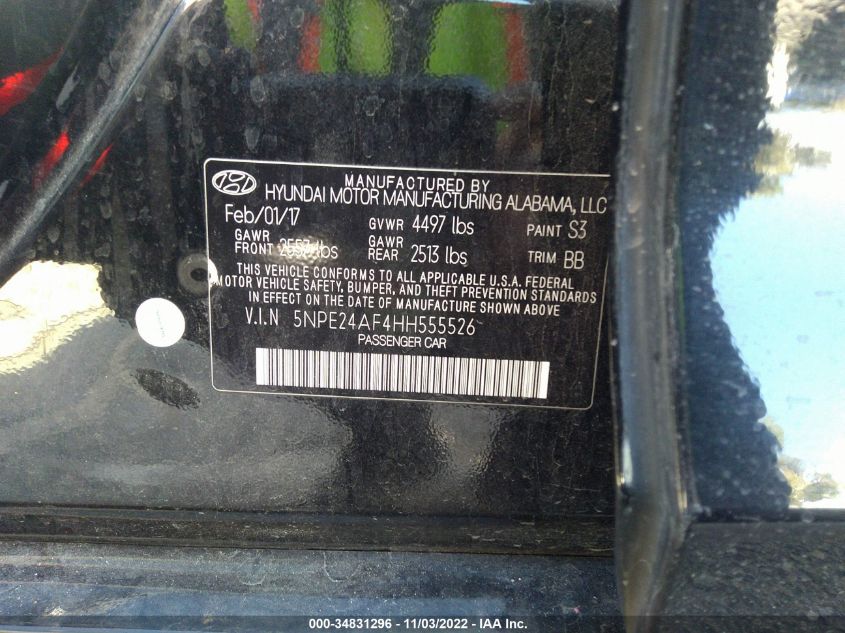 MANUFACTURED BY
HYUNDAI MOTOR MANUFACTURING ALABAMA, LLC
Feb/01/17 GVWR 4497 lbs PAINT S3
GAWR FRONT 2557 lbs GAWR REAR 2513 lbs TRIM BB
THIS VEHICLE CONFORMS TO ALL APPLICABLE U.S.A. FEDERAL
MOTOR VEHICLE SAFETY, BUMPER, AND THEFT PREVENTION STANDARDS
IN EFFECT ON THE DATE OF MANUFACTURE SHOWN ABOVE.
V.I.N 5NPE24AF4HH555526
PASSENGER CAR
000-34831296 - 11/03/2022 - IAA Inc.